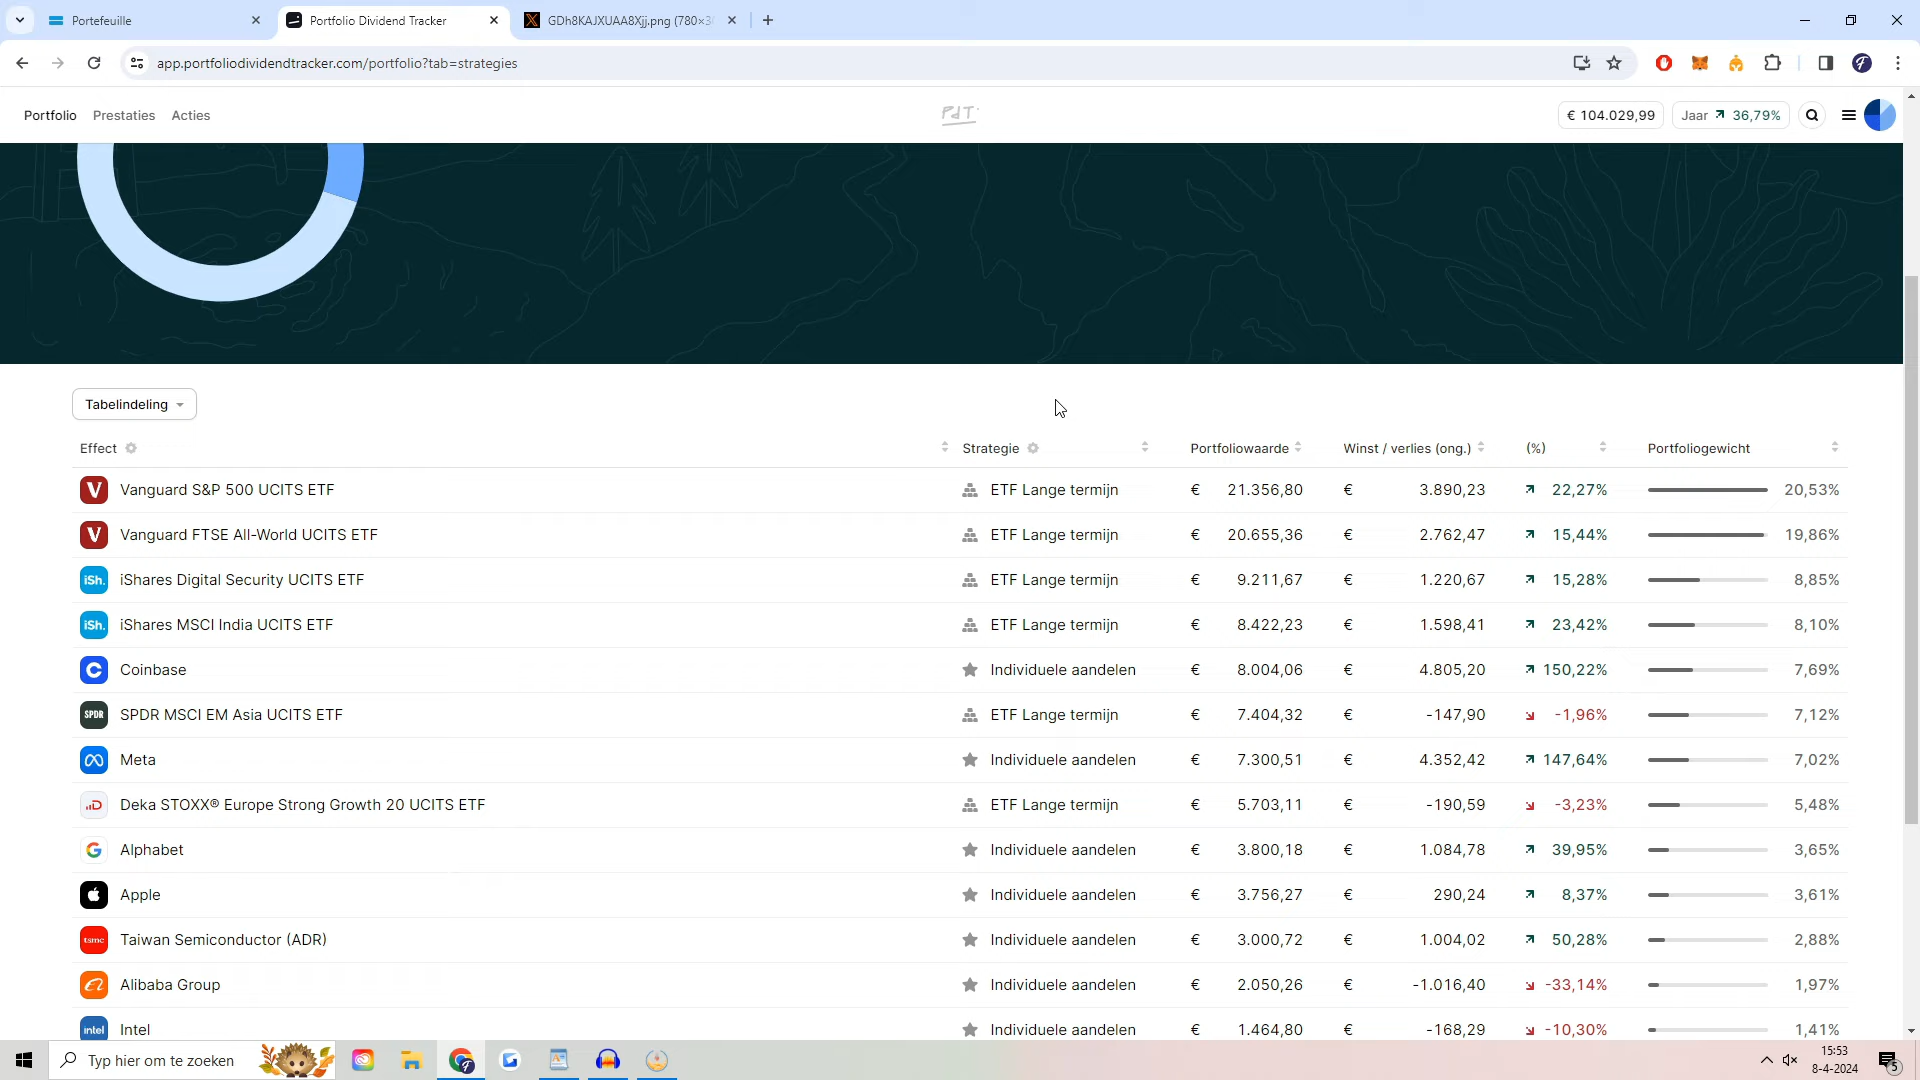 Portefeuille
Portfolio Dividend Tracker
GDh8KAJXUAA8Xjj.png (780×3
app.portfoliodividendtracker.com/portfolio?tab=strategies
Portfolio Prestaties Acties
PdT
€ 104.029,99
Jaar 36,79%
Tabelindeling
Effect Strategie Portfoliowaarde Winst / verlies (ong.) (%) Portfoliogewicht
V Vanguard S&P 500 UCITS ETF ETF Lange termijn € 21.356,80 € 3.890,23 22,27% 20,53%
V Vanguard FTSE All-World UCITS ETF ETF Lange termijn € 20.655,36 € 2.762,47 15,44% 19,86%
iSh. iShares Digital Security UCITS ETF ETF Lange termijn € 9.211,67 € 1.220,67 15,28% 8,85%
iSh. iShares MSCI India UCITS ETF ETF Lange termijn € 8.422,23 € 1.598,41 23,42% 8,10%
Coinbase Individuele aandelen € 8.004,06 € 4.805,20 150,22% 7,69%
SPDR SPDR MSCI EM Asia UCITS ETF ETF Lange termijn € 7.404,32 € -147,90 -1,96% 7,12%
Meta Individuele aandelen € 7.300,51 € 4.352,42 147,64% 7,02%
Deka STOXX® Europe Strong Growth 20 UCITS ETF ETF Lange termijn € 5.703,11 € -190,59 -3,23% 5,48%
Alphabet Individuele aandelen € 3.800,18 € 1.084,78 39,95% 3,65%
Apple Individuele aandelen € 3.756,27 € 290,24 8,37% 3,61%
tsmc Taiwan Semiconductor (ADR) Individuele aandelen € 3.000,72 € 1.004,02 50,28% 2,88%
Alibaba Group Individuele aandelen € 2.050,26 € -1.016,40 -33,14% 1,97%
intel Intel Individuele aandelen € 1.464,80 € -168,29 -10,30% 1,41%
Typ hier om te zoeken
15:53
8-4-2024
5